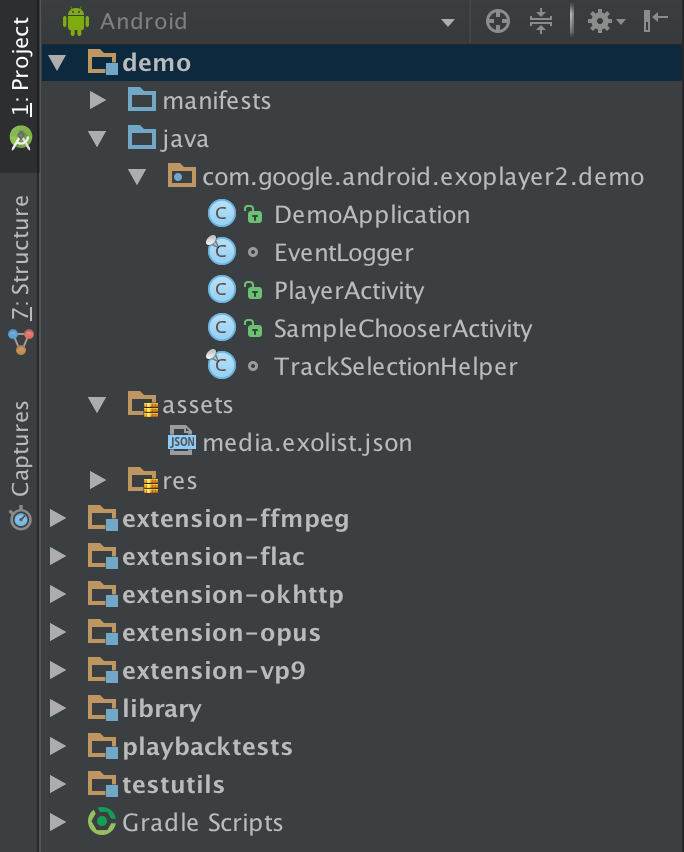 Android
1: Project
7: Structure
Captures
demo
manifests
java
com.google.android.exoplayer2.demo
C DemoApplication
C EventLogger
C PlayerActivity
C SampleChooserActivity
C TrackSelectionHelper
assets
JSON media.exolist.json
res
extension-ffmpeg
extension-flac
extension-okhttp
extension-opus
extension-vp9
library
playbacktests
testutils
Gradle Scripts